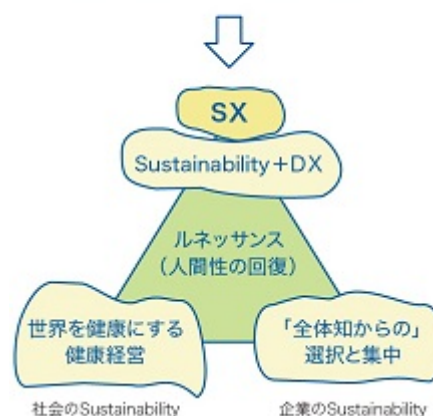 SX
Sustainability+DX
ルネッサンス
(人間性の回復)
世界を健康にする
健康経営
「全体知からの」
選択と集中
社会のSustainability
企業のSustainability